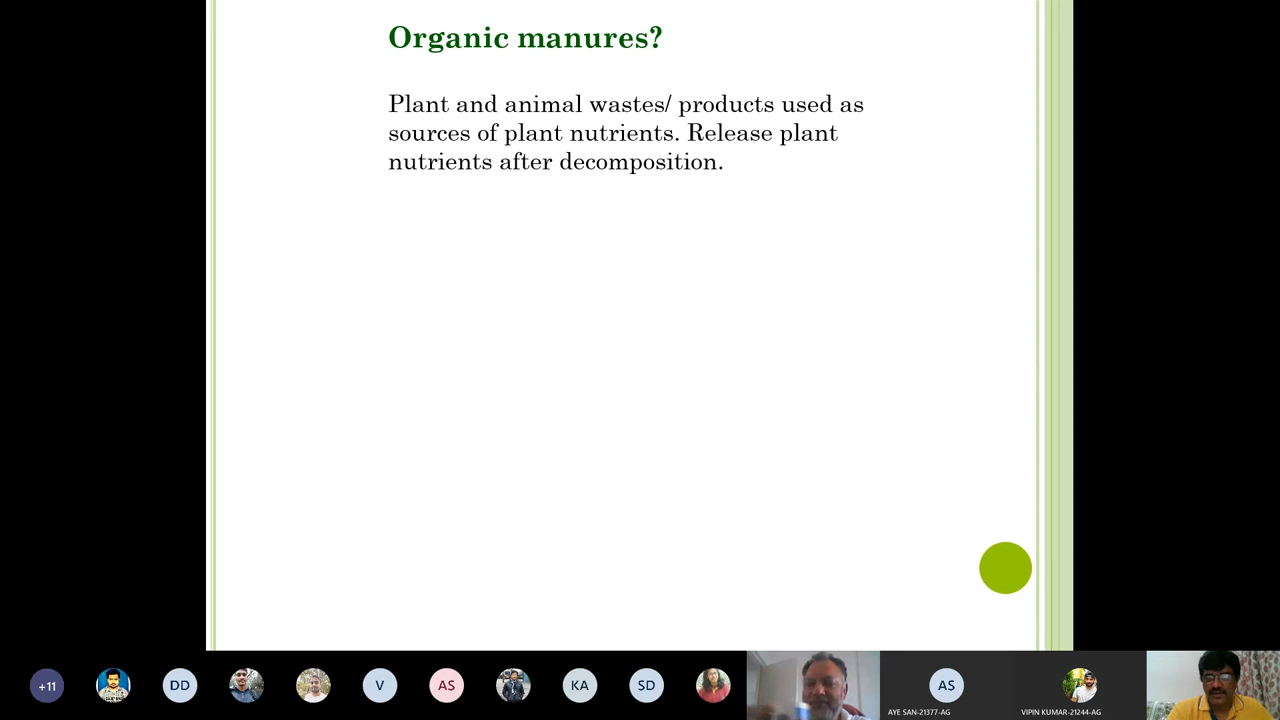 Organic manures?
Plant and animal wastes/ products used as
sources of plant nutrients. Release plant
nutrients after decomposition.
+11
DD
V
AS
KA
SD
AS
AYE SAN-21377-AG
VIPIN KUMAR-21244-AG